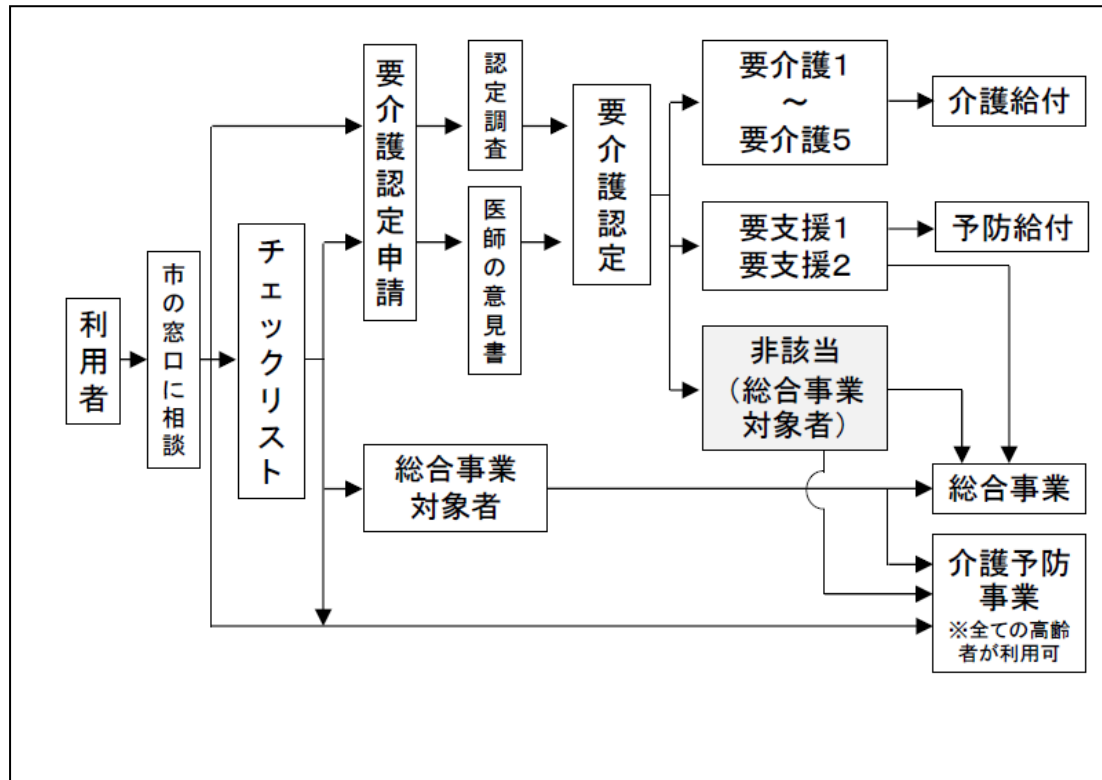 利用者
市の窓口に相談
チェックリスト
要介護認定申請
認定調査
医師の意見書
要介護認定
要介護1
~
要介護5
介護給付
要支援1
要支援2
予防給付
非該当
(総合事業
対象者)
総合事業
対象者
総合事業
介護予防
事業
※全ての高齢
者が利用可